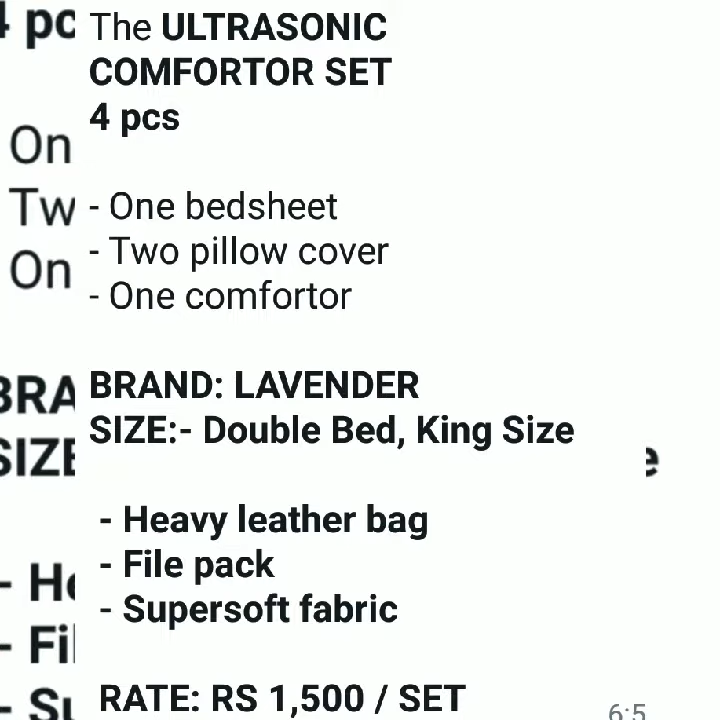 The ULTRASONIC
COMFORTOR SET
4 pcs
- One bedsheet
- Two pillow cover
- One comfortor
BRAND: LAVENDER
SIZE:- Double Bed, King Size
- Heavy leather bag
- File pack
- Supersoft fabric
RATE: RS 1,500 / SET